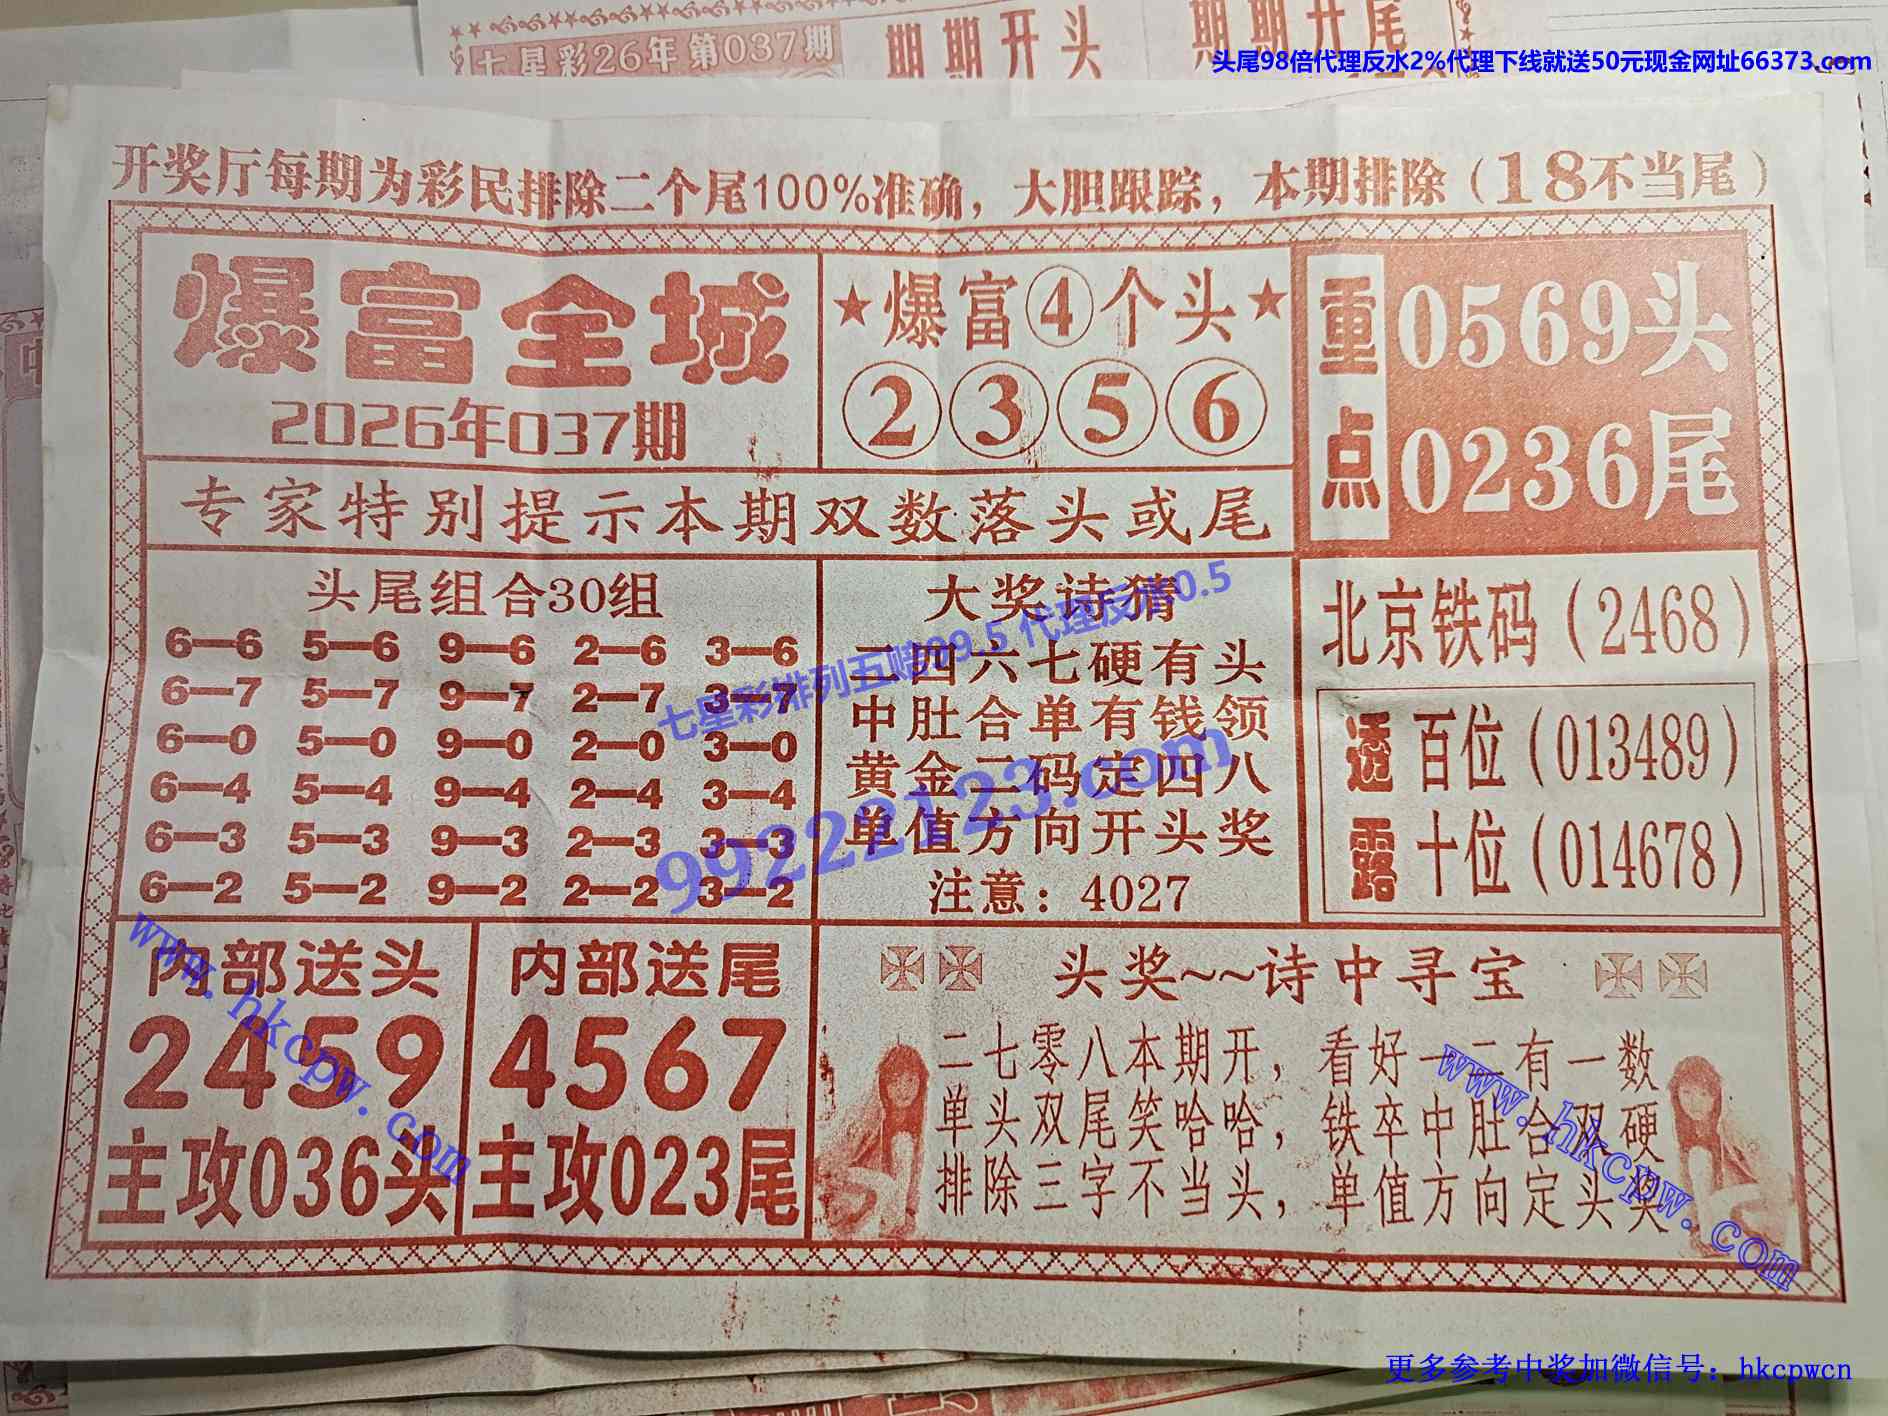 七星彩26年第037期 期期开头 期期开尾
头尾98倍代理反水2%代理下线就送50元现金网址66373.com
开奖厅每期为彩民排除二个尾100%准确，大胆跟踪，本期排除（18不当尾）
爆富全城
2026年037期
★爆富④个头★
②③⑤⑥
重点
0569头
0236尾
专家特别提示本期双数落头或尾
头尾组合30组
6—6 5—6 9—6 2—6 3—6
6—7 5—7 9—7 2—7 3—7
6—0 5—0 9—0 2—0 3—0
6—4 5—4 9—4 2—4 3—4
6—3 5—3 9—3 2—3 3—3
6—2 5—2 9—2 2—2 3—2
大奖诗猜
二四六七硬有头
中肚合单有钱领
黄金二码定四八
单值方向开头奖
注意：4027
七星彩排列五赔99.5 代理反水0.5
99222123.com
北京铁码（2468）
透露
百位（013489）
十位（014678）
内部送头
2459
主攻036头
内部送尾
4567
主攻023尾
头奖~~诗中寻宝
二七零八本期开，看好一二有一数
单头双尾笑哈哈，铁卒中肚合双硬
排除三字不当头，单值方向定头奖
www.hkcpw.com
www.hkcpw.com
更多参考中奖加微信号：hkcpwcn